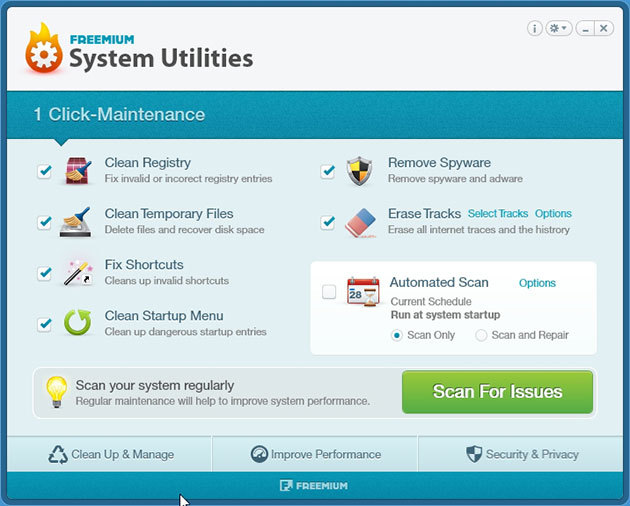 FREEMIUM
System Utilities
1 Click-Maintenance
Clean Registry
Fix invalid or incorect registry entries
Clean Temporary Files
Delete files and recover disk space
Fix Shortcuts
Cleans up invalid shortcuts
Clean Startup Menu
Clean up dangerous startup entries
Remove Spyware
Remove spyware and adware
Erase Tracks Select Tracks Options
Erase all internet traces and the histrory
28
Automated Scan Options
Current Schedule
Run at system startup
Scan Only Scan and Repair
Scan your system regularly
Regular maintenance will help to improve system performance.
Scan For Issues
Clean Up & Manage Improve Performance Security & Privacy
FREEMIUM